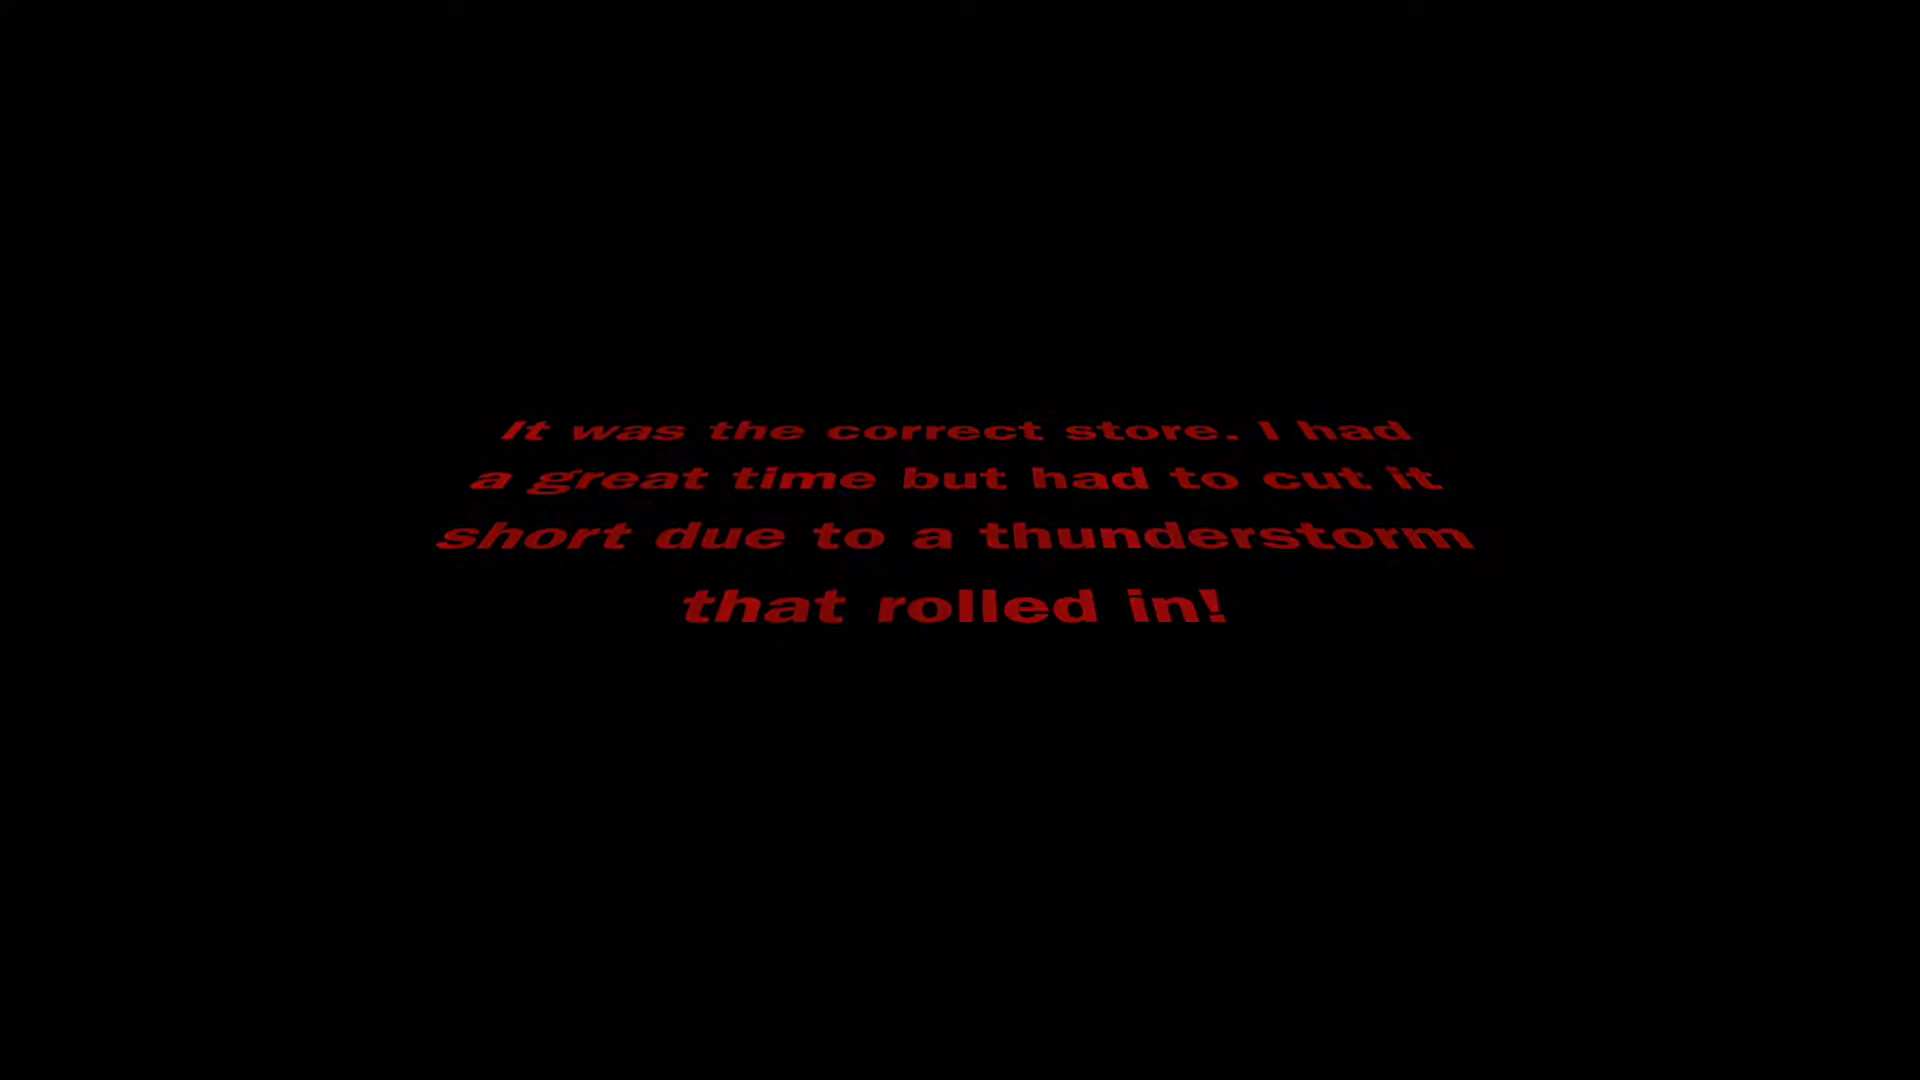 It was the correct store. I had
a great time but had to cut it
short due to a thunderstorm
that rolled in!